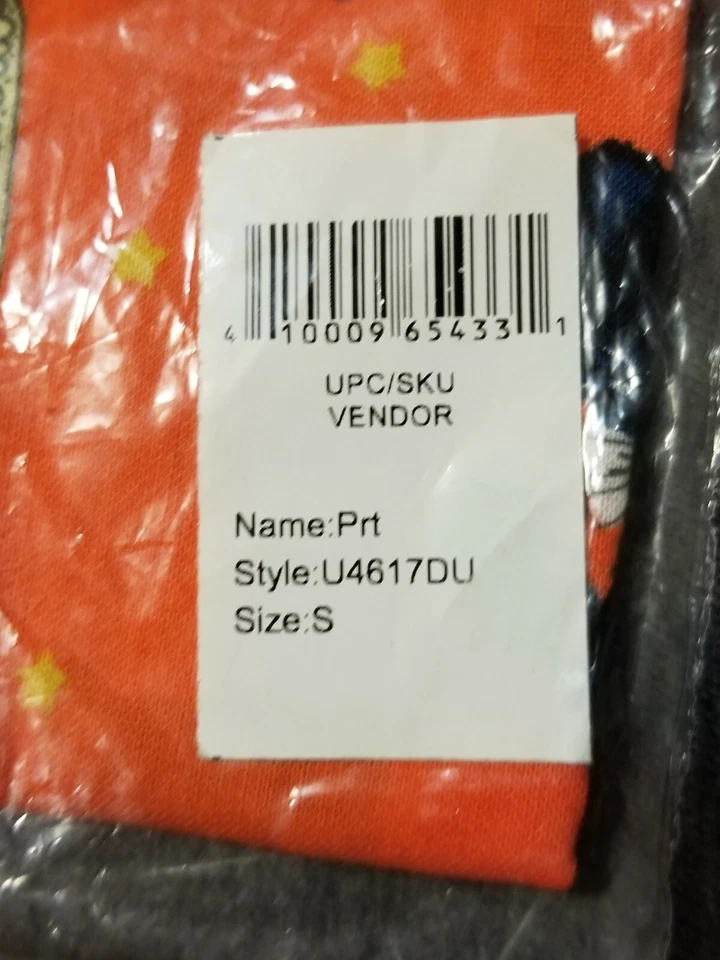 4 10009 65433 1
UPC/SKU
VENDOR
Name:Prt
Style:U4617DU
Size:S